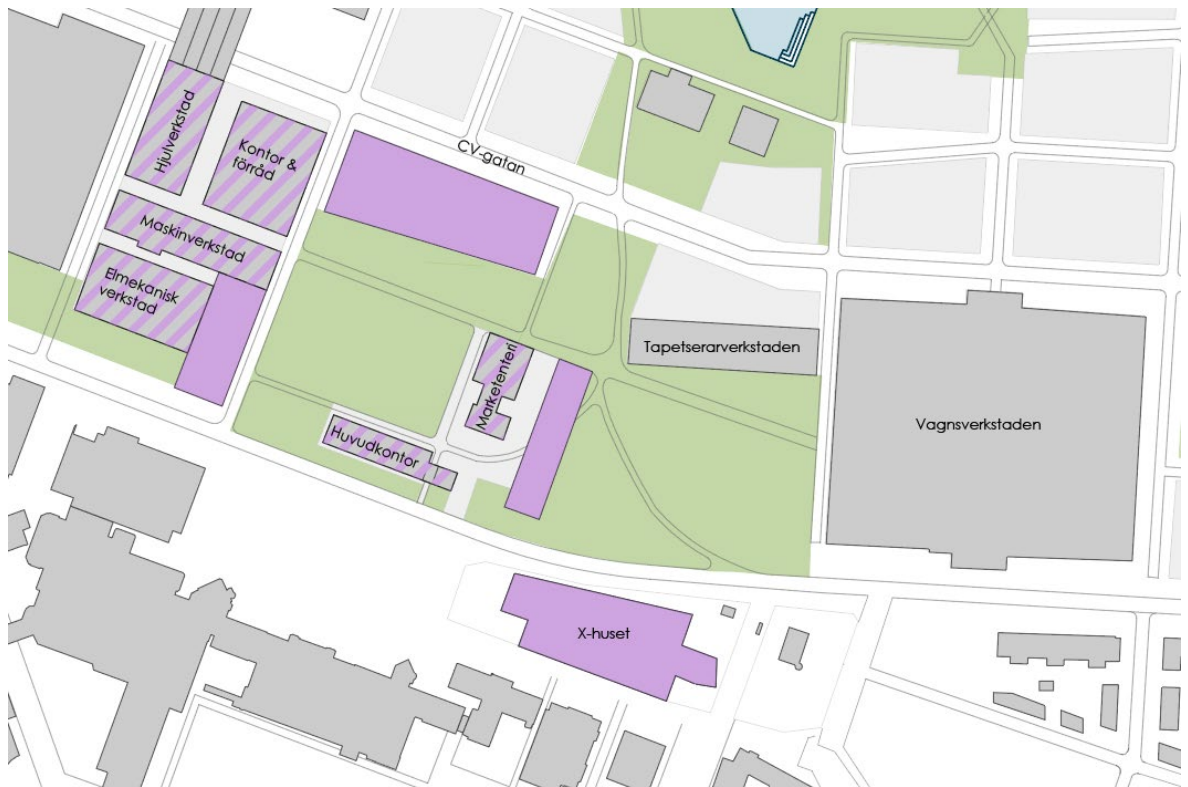 Hjulverkstad
Kontor &
förråd
CV-gatan
Maskinverkstad
Elmekanisk
verkstad
Marketenteri
Tapetserarverkstaden
Vagnsverkstaden
Huvudkontor
X-huset